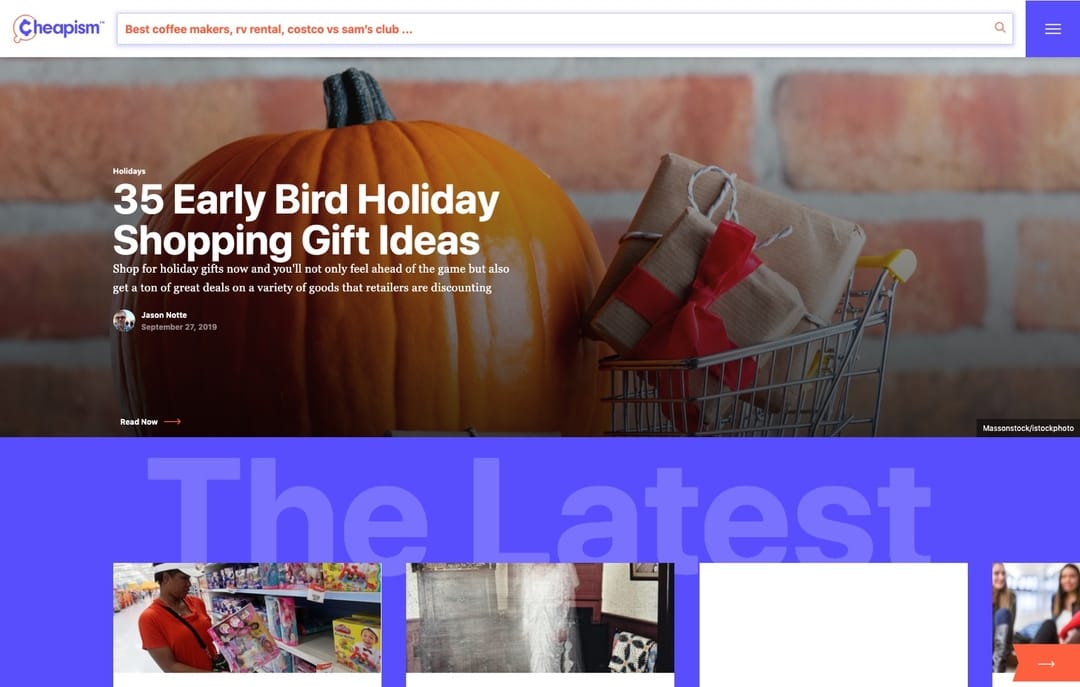 Cheapism™
Best coffee makers, rv rental, costco vs sam's club ...
Holidays
35 Early Bird Holiday
Shopping Gift Ideas
Shop for holiday gifts now and you'll not only feel ahead of the game but also
get a ton of great deals on a variety of goods that retailers are discounting
Jason Notte
September 27, 2019
Read Now
Massonstock/istockphoto
The Latest